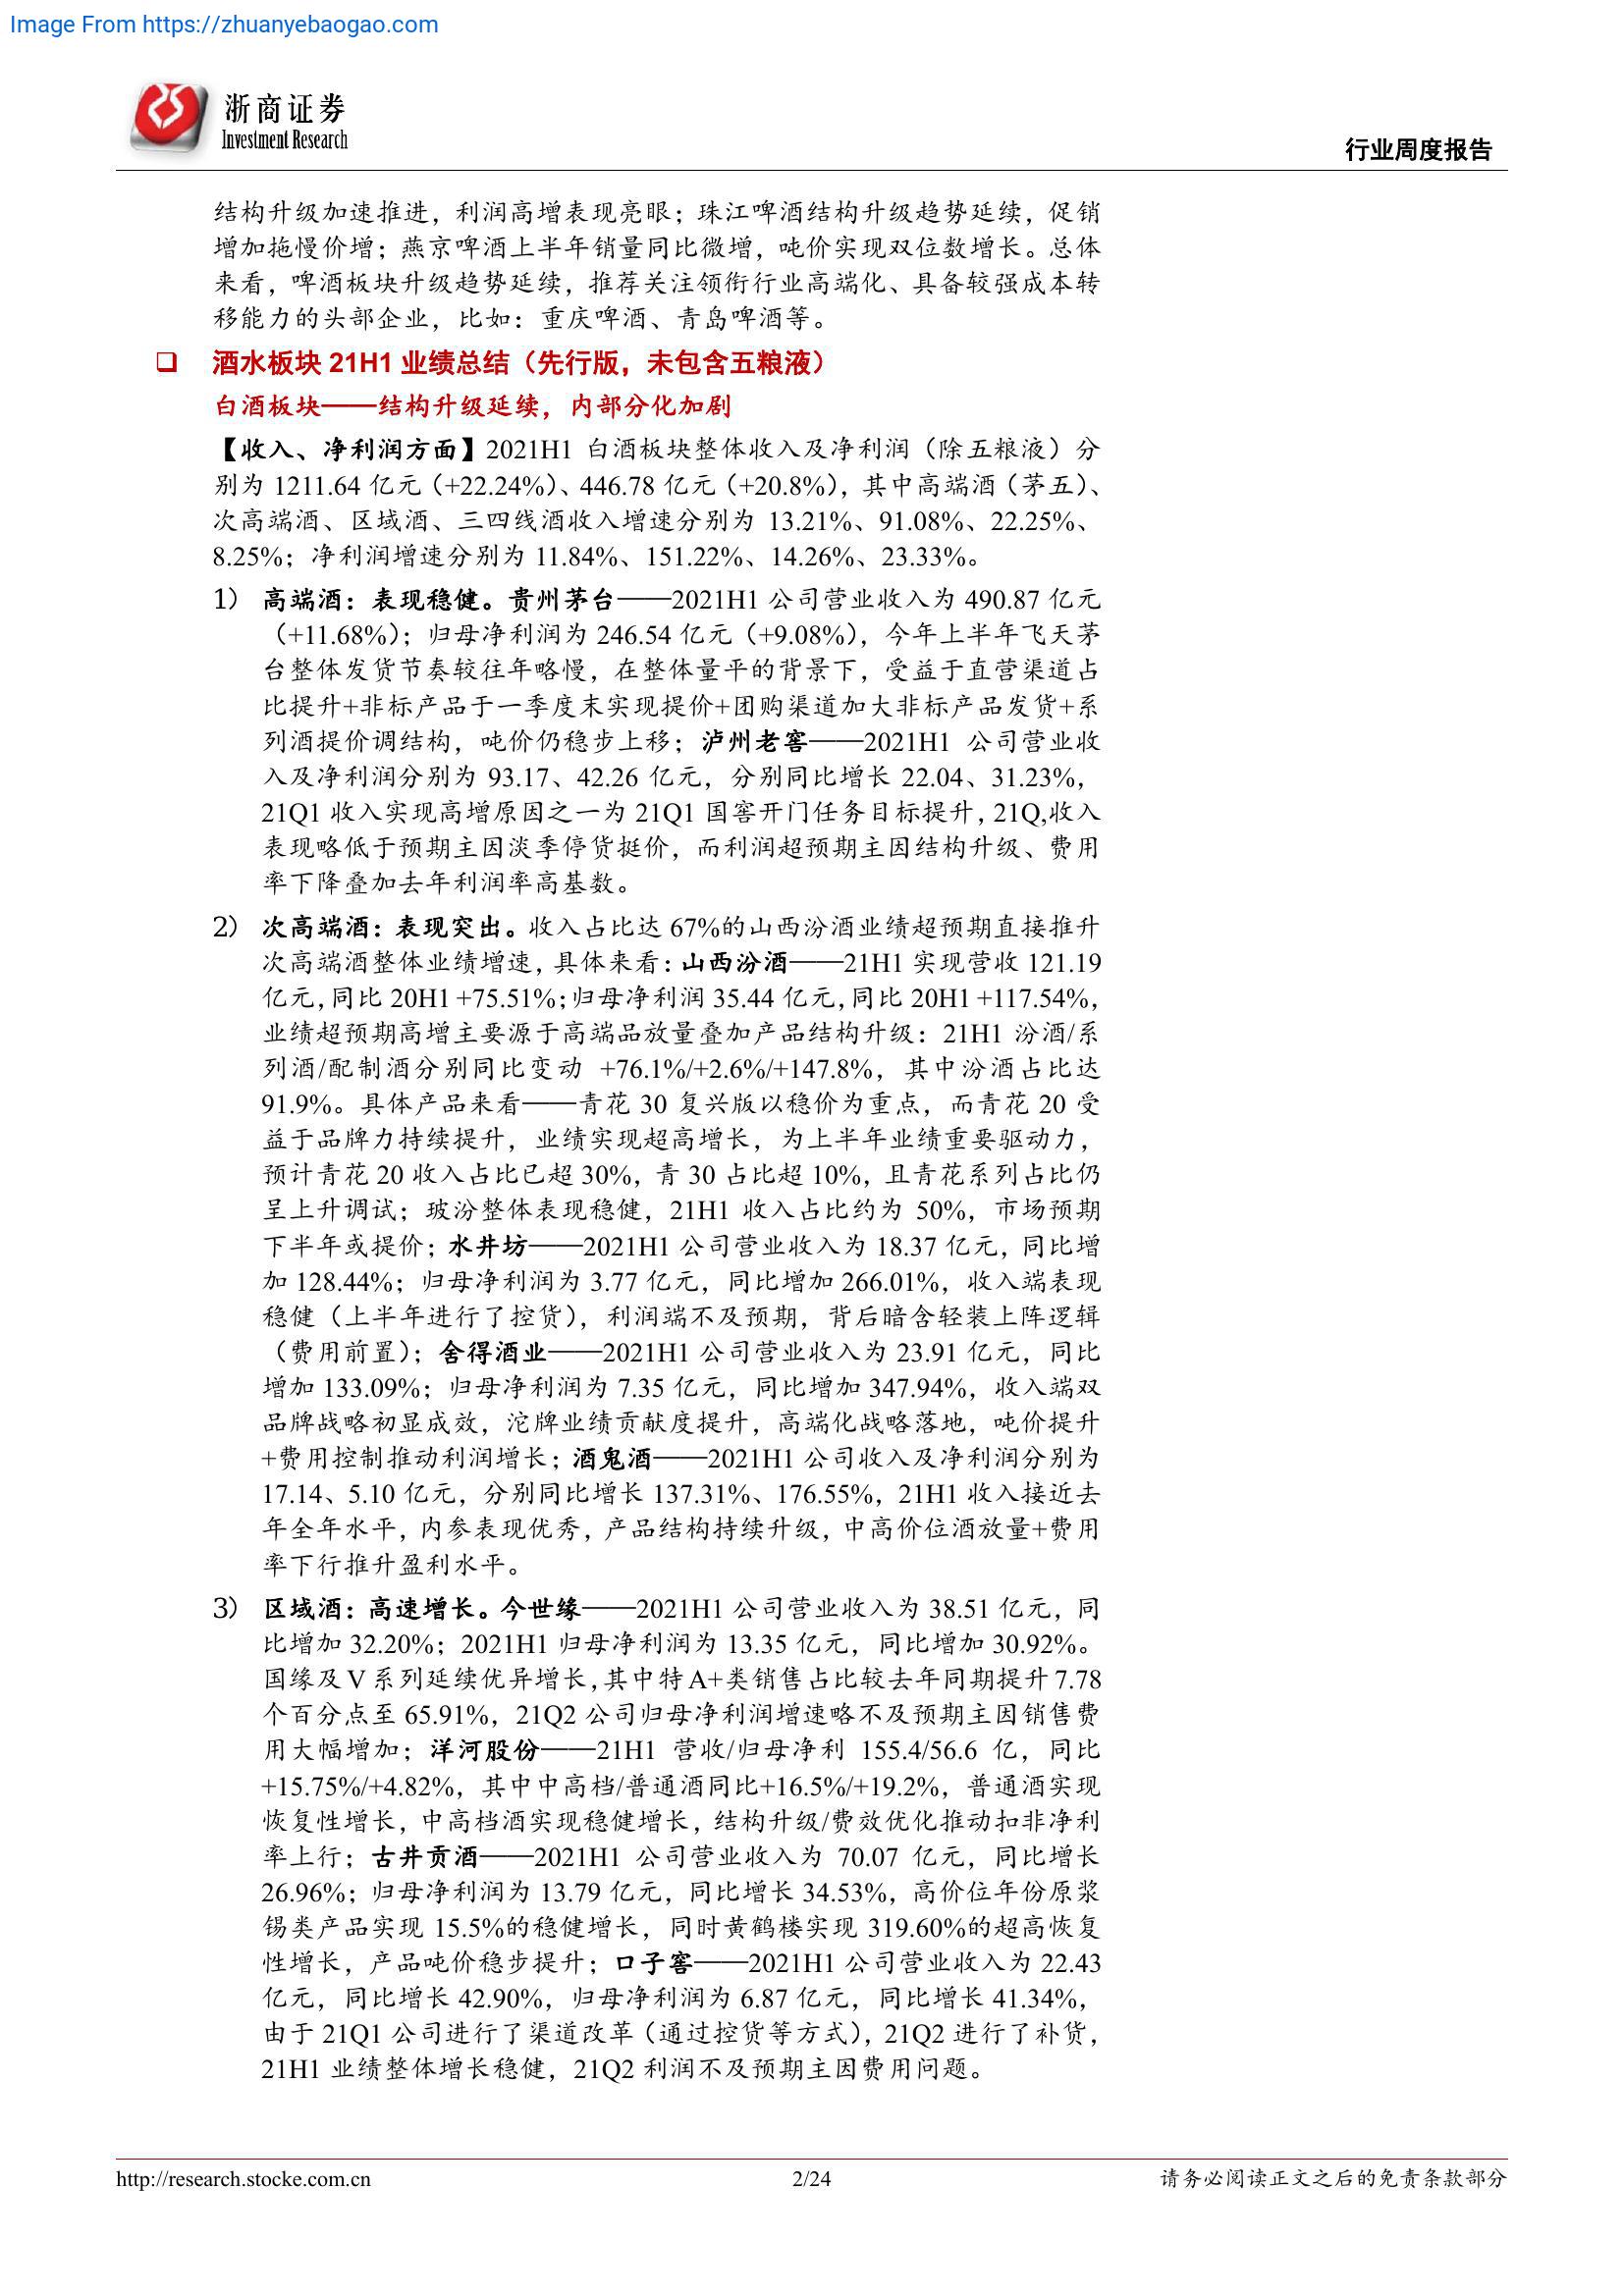 Image From https://zhuanyebaogao.com
浙商证券
Investment Research
行业周度报告
结构升级加速推进，利润高增表现亮眼；珠江啤酒结构升级趋势延续，促销
增加拖慢价增；燕京啤酒上半年销量同比微增，吨价实现双位数增长。总体
来看，啤酒板块升级趋势延续，推荐关注领衔行业高端化、具备较强成本转
移能力的头部企业，比如：重庆啤酒、青岛啤酒等。
❑ 酒水板块 21H1 业绩总结（先行版，未包含五粮液）
白酒板块——结构升级延续，内部分化加剧
【收入、净利润方面】2021H1 白酒板块整体收入及净利润（除五粮液）分
别为 1211.64 亿元（+22.24%）、446.78 亿元（+20.8%），其中高端酒（茅五）、
次高端酒、区域酒、三四线酒收入增速分别为 13.21%、91.08%、22.25%、
8.25%；净利润增速分别为 11.84%、151.22%、14.26%、23.33%。
1） 高端酒：表现稳健。贵州茅台——2021H1 公司营业收入为 490.87 亿元
（+11.68%）；归母净利润为 246.54 亿元（+9.08%），今年上半年飞天茅
台整体发货节奏较往年略慢，在整体量平的背景下，受益于直营渠道占
比提升+非标产品于一季度末实现提价+团购渠道加大非标产品发货+系
列酒提价调结构，吨价仍稳步上移；泸州老窖——2021H1 公司营业收
入及净利润分别为 93.17、42.26 亿元，分别同比增长 22.04、31.23%，
21Q1 收入实现高增原因之一为 21Q1 国窖开门任务目标提升，21Q,收入
表现略低于预期主因淡季停货挺价，而利润超预期主因结构升级、费用
率下降叠加去年利润率高基数。
2） 次高端酒：表现突出。收入占比达 67%的山西汾酒业绩超预期直接推升
次高端酒整体业绩增速，具体来看：山西汾酒——21H1 实现营收 121.19
亿元，同比 20H1 +75.51%；归母净利润 35.44 亿元，同比 20H1 +117.54%，
业绩超预期高增主要源于高端品放量叠加产品结构升级：21H1 汾酒/系
列酒/配制酒分别同比变动 +76.1%/+2.6%/+147.8%，其中汾酒占比达
91.9%。具体产品来看——青花 30 复兴版以稳价为重点，而青花 20 受
益于品牌力持续提升，业绩实现超高增长，为上半年业绩重要驱动力，
预计青花 20 收入占比已超 30%，青 30 占比超 10%，且青花系列占比仍
呈上升调试；玻汾整体表现稳健，21H1 收入占比约为 50%，市场预期
下半年或提价；水井坊——2021H1 公司营业收入为 18.37 亿元，同比增
加 128.44%；归母净利润为 3.77 亿元，同比增加 266.01%，收入端表现
稳健（上半年进行了控货），利润端不及预期，背后暗含轻装上阵逻辑
（费用前置）；舍得酒业——2021H1 公司营业收入为 23.91 亿元，同比
增加 133.09%；归母净利润为 7.35 亿元，同比增加 347.94%，收入端双
品牌战略初显成效，沱牌业绩贡献度提升，高端化战略落地，吨价提升
+费用控制推动利润增长；酒鬼酒——2021H1 公司收入及净利润分别为
17.14、5.10 亿元，分别同比增长 137.31%、176.55%，21H1 收入接近去
年全年水平，内参表现优秀，产品结构持续升级，中高价位酒放量+费用
率下行推升盈利水平。
3） 区域酒：高速增长。今世缘——2021H1 公司营业收入为 38.51 亿元，同
比增加 32.20%；2021H1 归母净利润为 13.35 亿元，同比增加 30.92%。
国缘及 V 系列延续优异增长，其中特 A+类销售占比较去年同期提升 7.78
个百分点至 65.91%，21Q2 公司归母净利润增速略不及预期主因销售费
用大幅增加；洋河股份——21H1 营收/归母净利 155.4/56.6 亿，同比
+15.75%/+4.82%，其中中高档/普通酒同比+16.5%/+19.2%，普通酒实现
恢复性增长，中高档酒实现稳健增长，结构升级/费效优化推动扣非净利
率上行；古井贡酒——2021H1 公司营业收入为 70.07 亿元，同比增长
26.96%；归母净利润为 13.79 亿元，同比增长 34.53%，高价位年份原浆
锡类产品实现 15.5%的稳健增长，同时黄鹤楼实现 319.60%的超高恢复
性增长，产品吨价稳步提升；口子窖——2021H1 公司营业收入为 22.43
亿元，同比增长 42.90%，归母净利润为 6.87 亿元，同比增长 41.34%，
由于 21Q1 公司进行了渠道改革（通过控货等方式），21Q2 进行了补货，
21H1 业绩整体增长稳健，21Q2 利润不及预期主因费用问题。
http://research.stocke.com.cn
2/24
请务必阅读正文之后的免责条款部分